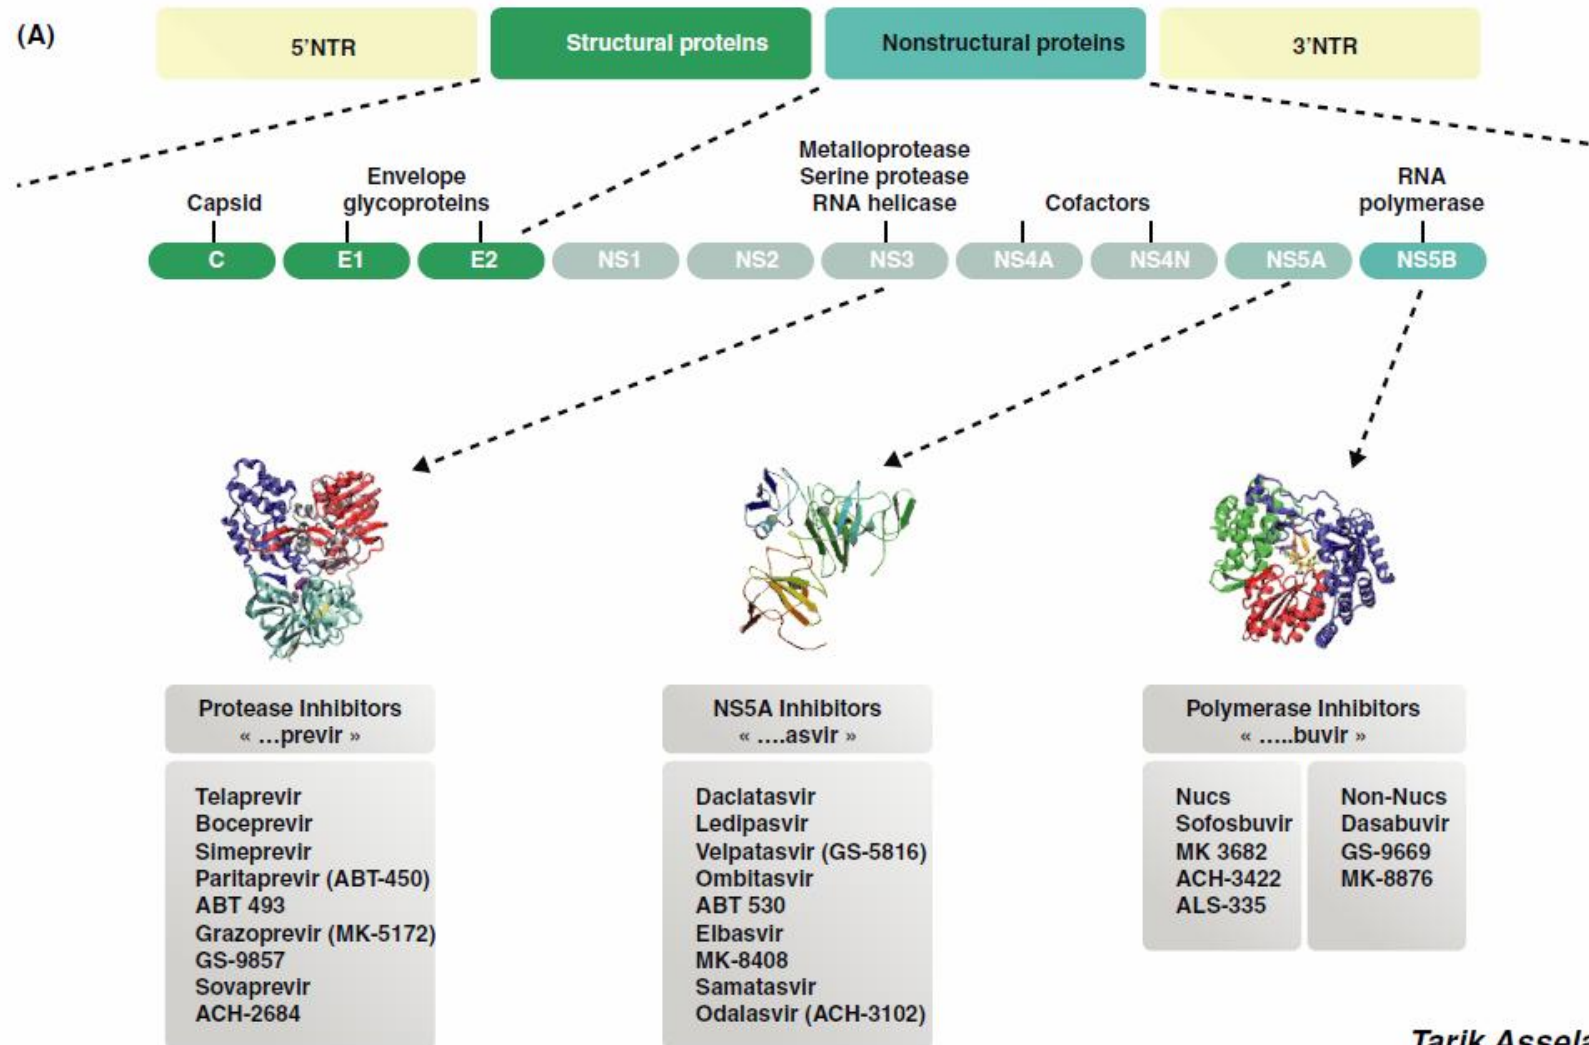 (A)
5’NTR
Structural proteins
Nonstructural proteins
3’NTR
Capsid
Envelope
glycoproteins
Metalloprotease
Serine protease
RNA helicase
Cofactors
RNA
polymerase
C
E1
E2
NS1
NS2
NS3
NS4A
NS4N
NS5A
NS5B
Protease Inhibitors
« ...previr »
Telaprevir
Boceprevir
Simeprevir
Paritaprevir (ABT-450)
ABT 493
Grazoprevir (MK-5172)
GS-9857
Sovaprevir
ACH-2684
NS5A Inhibitors
« ....asvir »
Daclatasvir
Ledipasvir
Velpatasvir (GS-5816)
Ombitasvir
ABT 530
Elbasvir
MK-8408
Samatasvir
Odalasvir (ACH-3102)
Polymerase Inhibitors
« .....buvir »
Nucs
Sofosbuvir
MK 3682
ACH-3422
ALS-335
Non-Nucs
Dasabuvir
GS-9669
MK-8876
Tarik